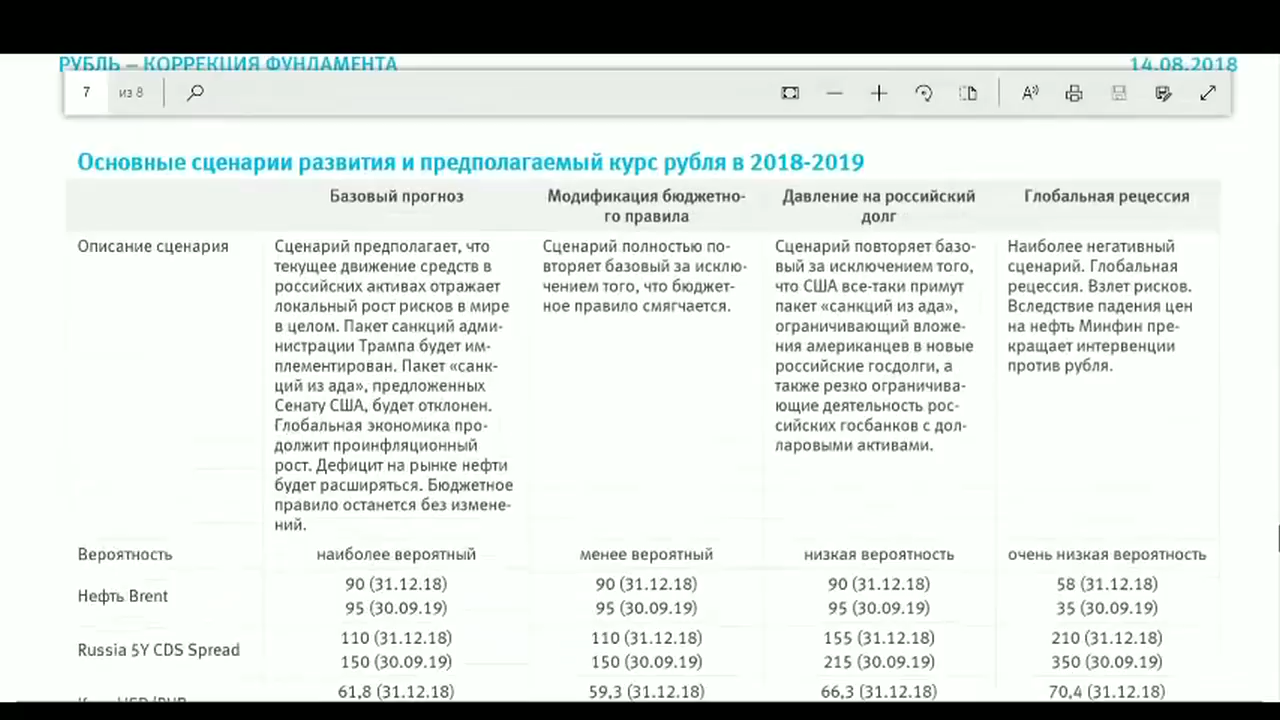 РУБЛЬ – КОРРЕКЦИЯ ФУНДАМЕНТА 14.08.2018
7 из 8
Основные сценарии развития и предполагаемый курс рубля в 2018-2019
Базовый прогноз
Модификация бюджетно-
го правила
Давление на российский
долг
Глобальная рецессия
Описание сценария
Сценарий предполагает, что
текущее движение средств в
российских активах отражает
локальный рост рисков в мире
в целом. Пакет санкций адми-
нистрации Трампа будет им-
плементирован. Пакет «санк-
ций из ада», предложенных
Сенату США, будет отклонен.
Глобальная экономика про-
должит проинфляционный
рост. Дефицит на рынке нефти
будет расширяться. Бюджетное
правило останется без измене-
ний.
Сценарий полностью по-
вторяет базовый за исклю-
чением того, что бюджет-
ное правило смягчается.
Сценарий повторяет базо-
вый за исключением того,
что США все-таки примут
пакет «санкций из ада»,
ограничивающий вложе-
ния американцев в новые
российские госдолги, а
также резко ограничива-
ющие деятельность рос-
сийских госбанков с дол-
ларовыми активами.
Наиболее негативный
сценарий. Глобальная
рецессия. Взлет рисков.
Вследствие падения цен
на нефть Минфин пре-
кращает интервенции
против рубля.
Вероятность наиболее вероятный менее вероятный низкая вероятность очень низкая вероятность
Нефть Brent
90 (31.12.18) 90 (31.12.18) 90 (31.12.18) 58 (31.12.18)
95 (30.09.19) 95 (30.09.19) 95 (30.09.19) 35 (30.09.19)
Russia 5Y CDS Spread
110 (31.12.18) 110 (31.12.18) 155 (31.12.18) 210 (31.12.18)
150 (30.09.19) 150 (30.09.19) 215 (30.09.19) 350 (30.09.19)
61,8 (31.12.18) 59,3 (31.12.18) 66,3 (31.12.18) 70,4 (31.12.18)